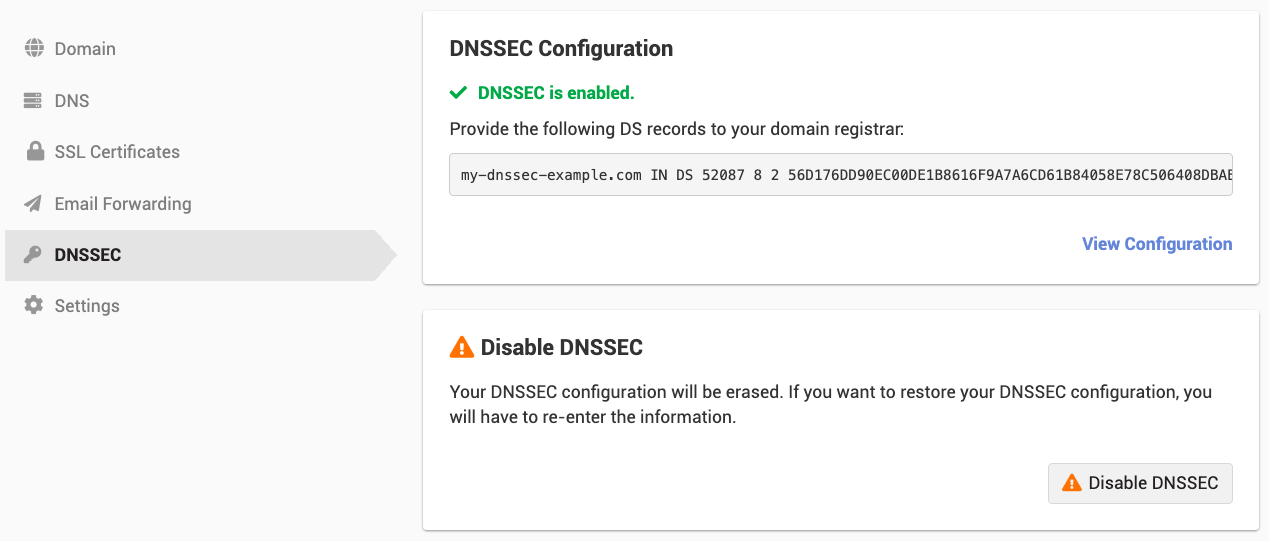 Domain
DNS
SSL Certificates
Email Forwarding
DNSSEC
Settings
DNSSEC Configuration
DNSSEC is enabled.
Provide the following DS records to your domain registrar:
my-dnssec-example.com IN DS 52087 8 2 56D176DD90EC00DE1B8616F9A7A6CD61B84058E78C506408DBAE
View Configuration
Disable DNSSEC
Your DNSSEC configuration will be erased. If you want to restore your DNSSEC configuration, you
will have to re-enter the information.
Disable DNSSEC